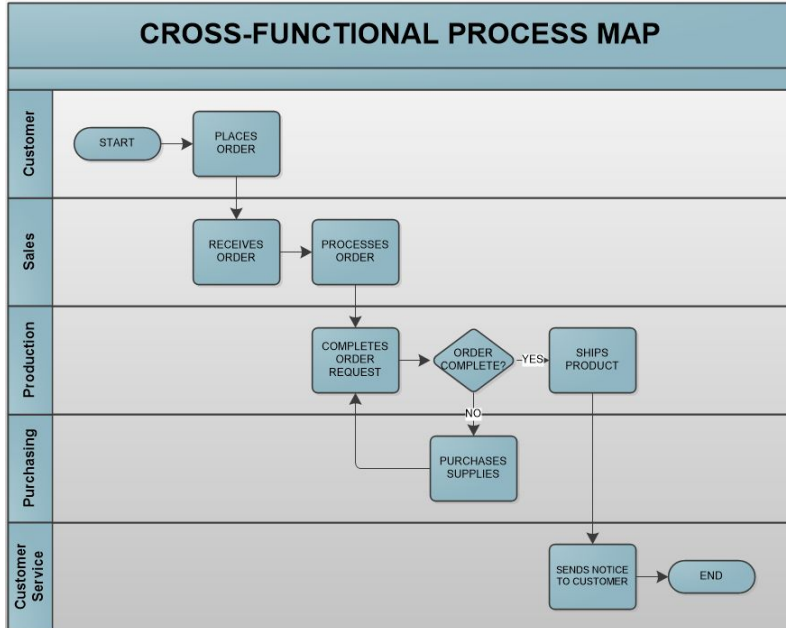 CROSS-FUNCTIONAL PROCESS MAP
Customer
START
PLACES
ORDER
Sales
RECEIVES
ORDER
PROCESSES
ORDER
Production
COMPLETES
ORDER
REQUEST
ORDER
COMPLETE?
YES
SHIPS
PRODUCT
NO
Purchasing
PURCHASES
SUPPLIES
Customer
Service
SENDS NOTICE
TO CUSTOMER
END